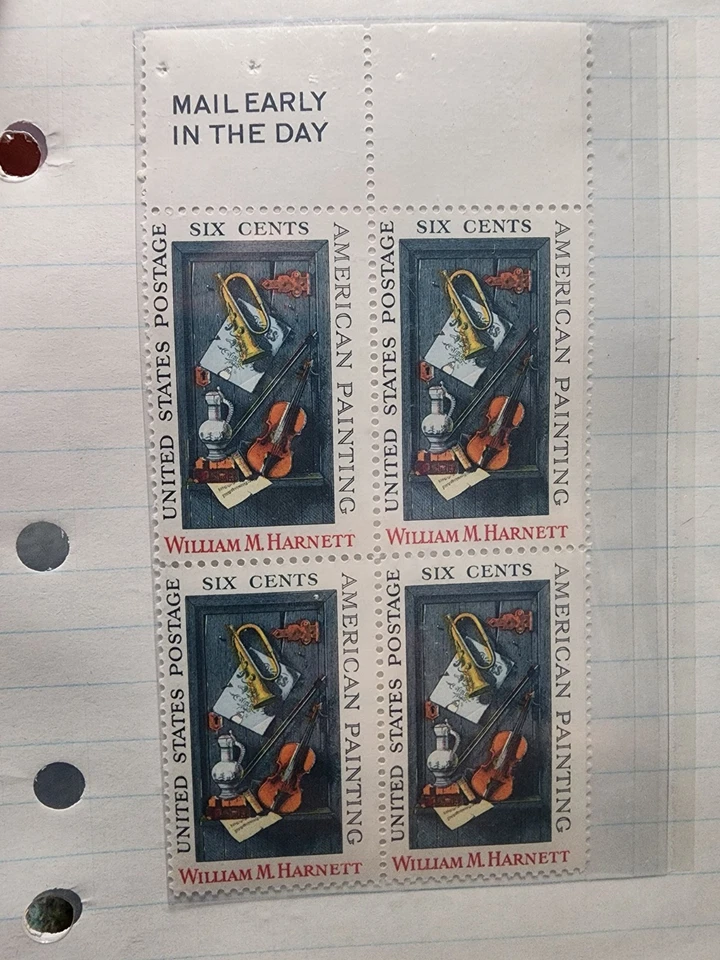 MAIL EARLY
IN THE DAY
SIX CENTS
UNITED STATES POSTAGE
AMERICAN PAINTING
WILLIAM M. HARNETT
SIX CENTS
UNITED STATES POSTAGE
AMERICAN PAINTING
WILLIAM M. HARNETT
SIX CENTS
UNITED STATES POSTAGE
AMERICAN PAINTING
WILLIAM M. HARNETT
SIX CENTS
UNITED STATES POSTAGE
AMERICAN PAINTING
WILLIAM M. HARNETT